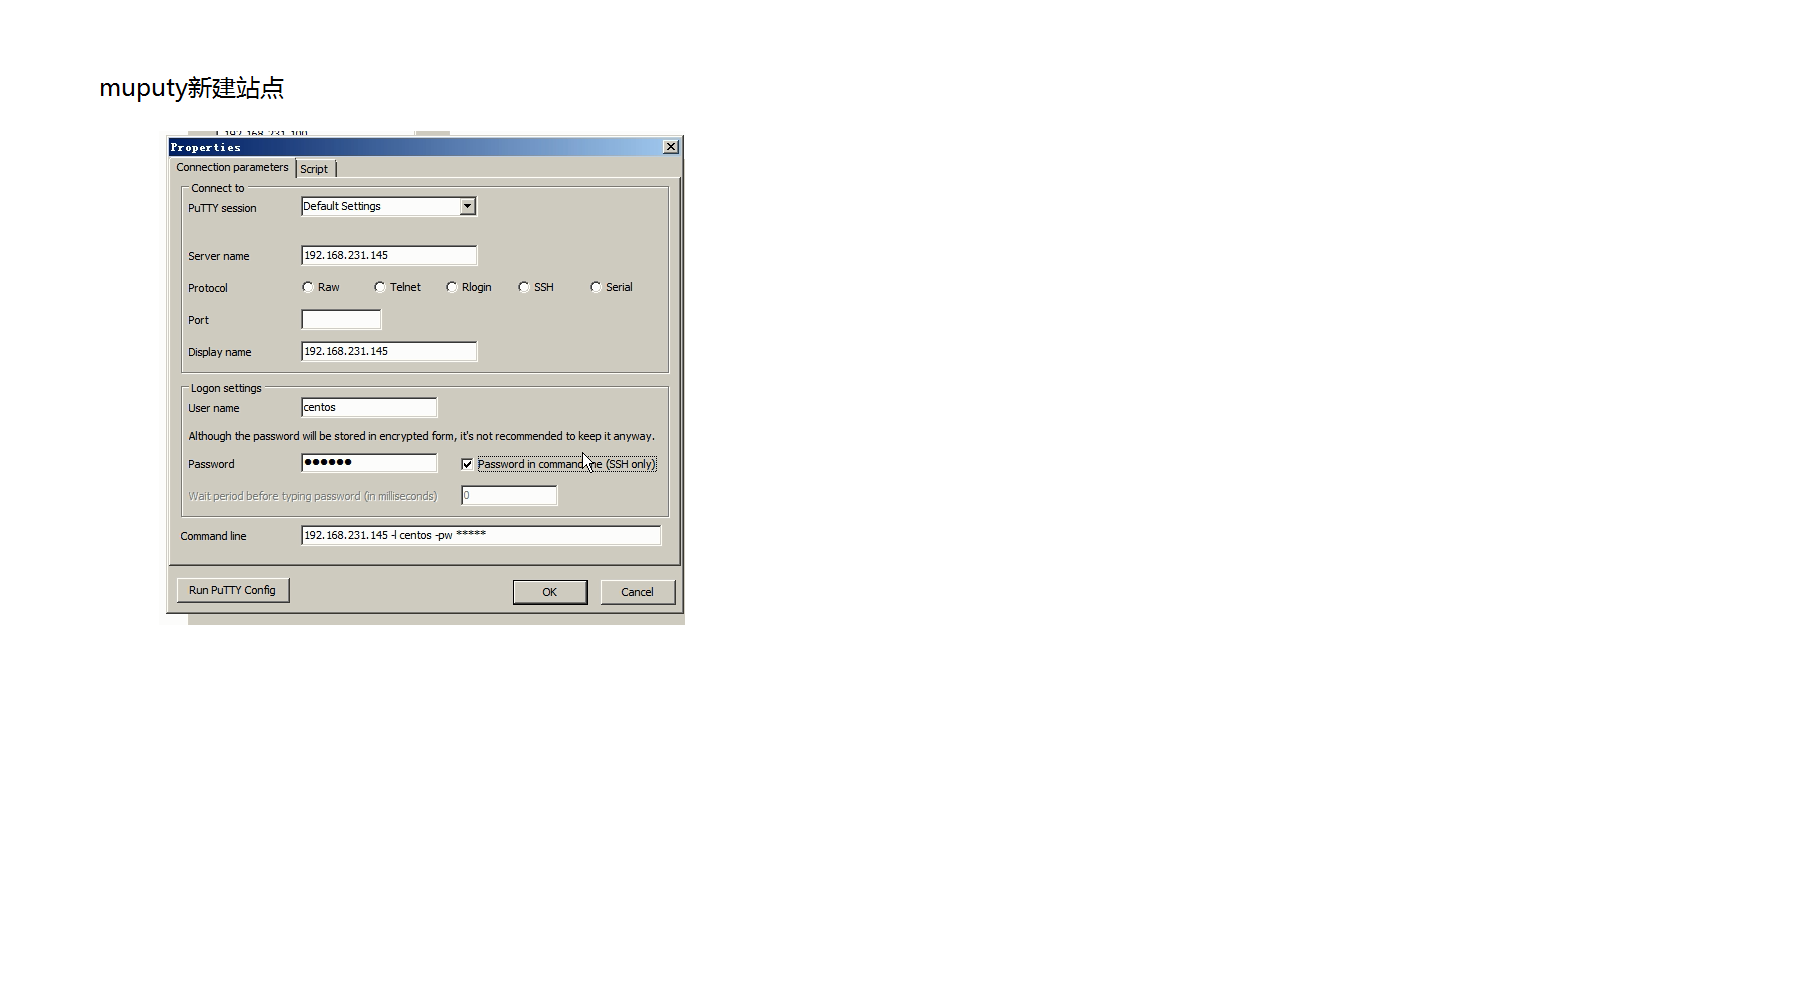 muputy新建站点
192.168.231.100
Properties
Connection parameters Script
Connect to
PuTTY session Default Settings
Server name 192.168.231.145
Protocol Raw Telnet Rlogin SSH Serial
Port
Display name 192.168.231.145
Logon settings
User name centos
Although the password will be stored in encrypted form, it's not recommended to keep it anyway.
Password ●●●●●● Password in command line (SSH only)
Wait period before typing password (in milliseconds) 0
Command line 192.168.231.145 -l centos -pw *****
Run PuTTY Config OK Cancel